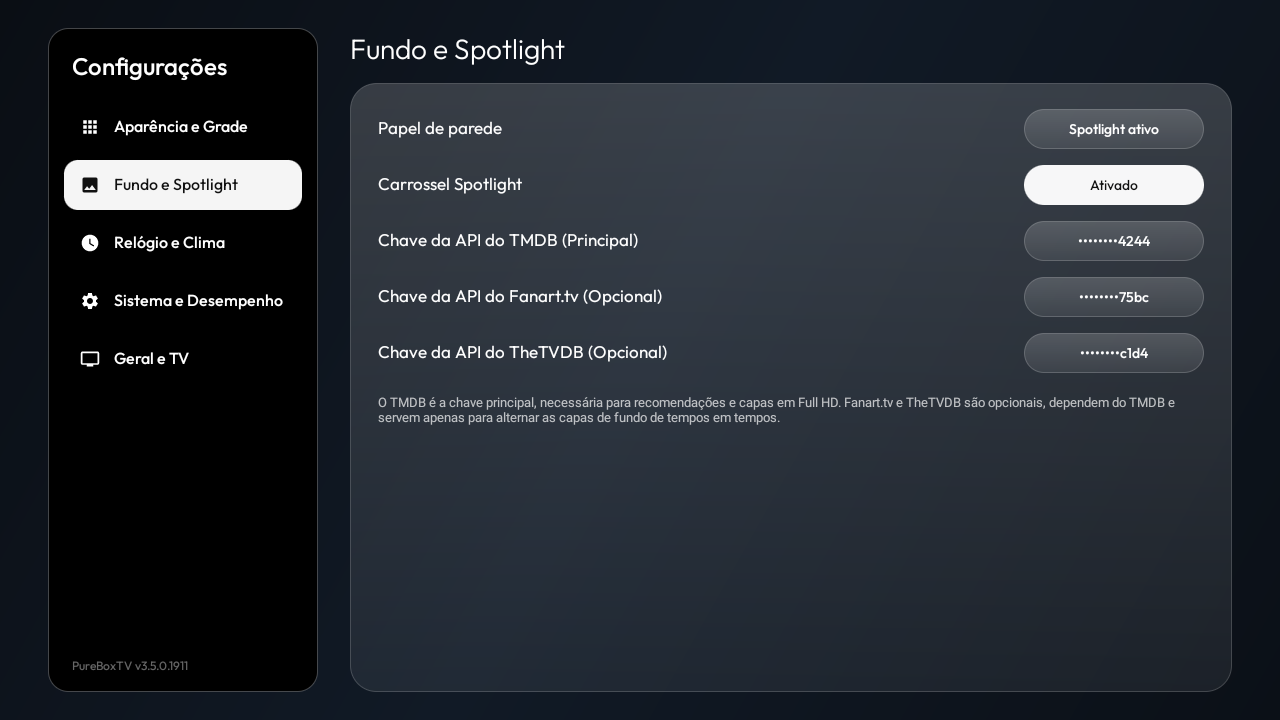 Configurações
Aparência e Grade
Fundo e Spotlight
Relógio e Clima
Sistema e Desempenho
Geral e TV
PureBoxTV v3.5.0.1911
Fundo e Spotlight
Papel de parede
Spotlight ativo
Carrossel Spotlight
Ativado
Chave da API do TMDB (Principal)
••••••••4244
Chave da API do Fanart.tv (Opcional)
••••••••75bc
Chave da API do TheTVDB (Opcional)
••••••••c1d4
O TMDB é a chave principal, necessária para recomendações e capas em Full HD. Fanart.tv e TheTVDB são opcionais, dependem do TMDB e
servem apenas para alternar as capas de fundo de tempos em tempos.